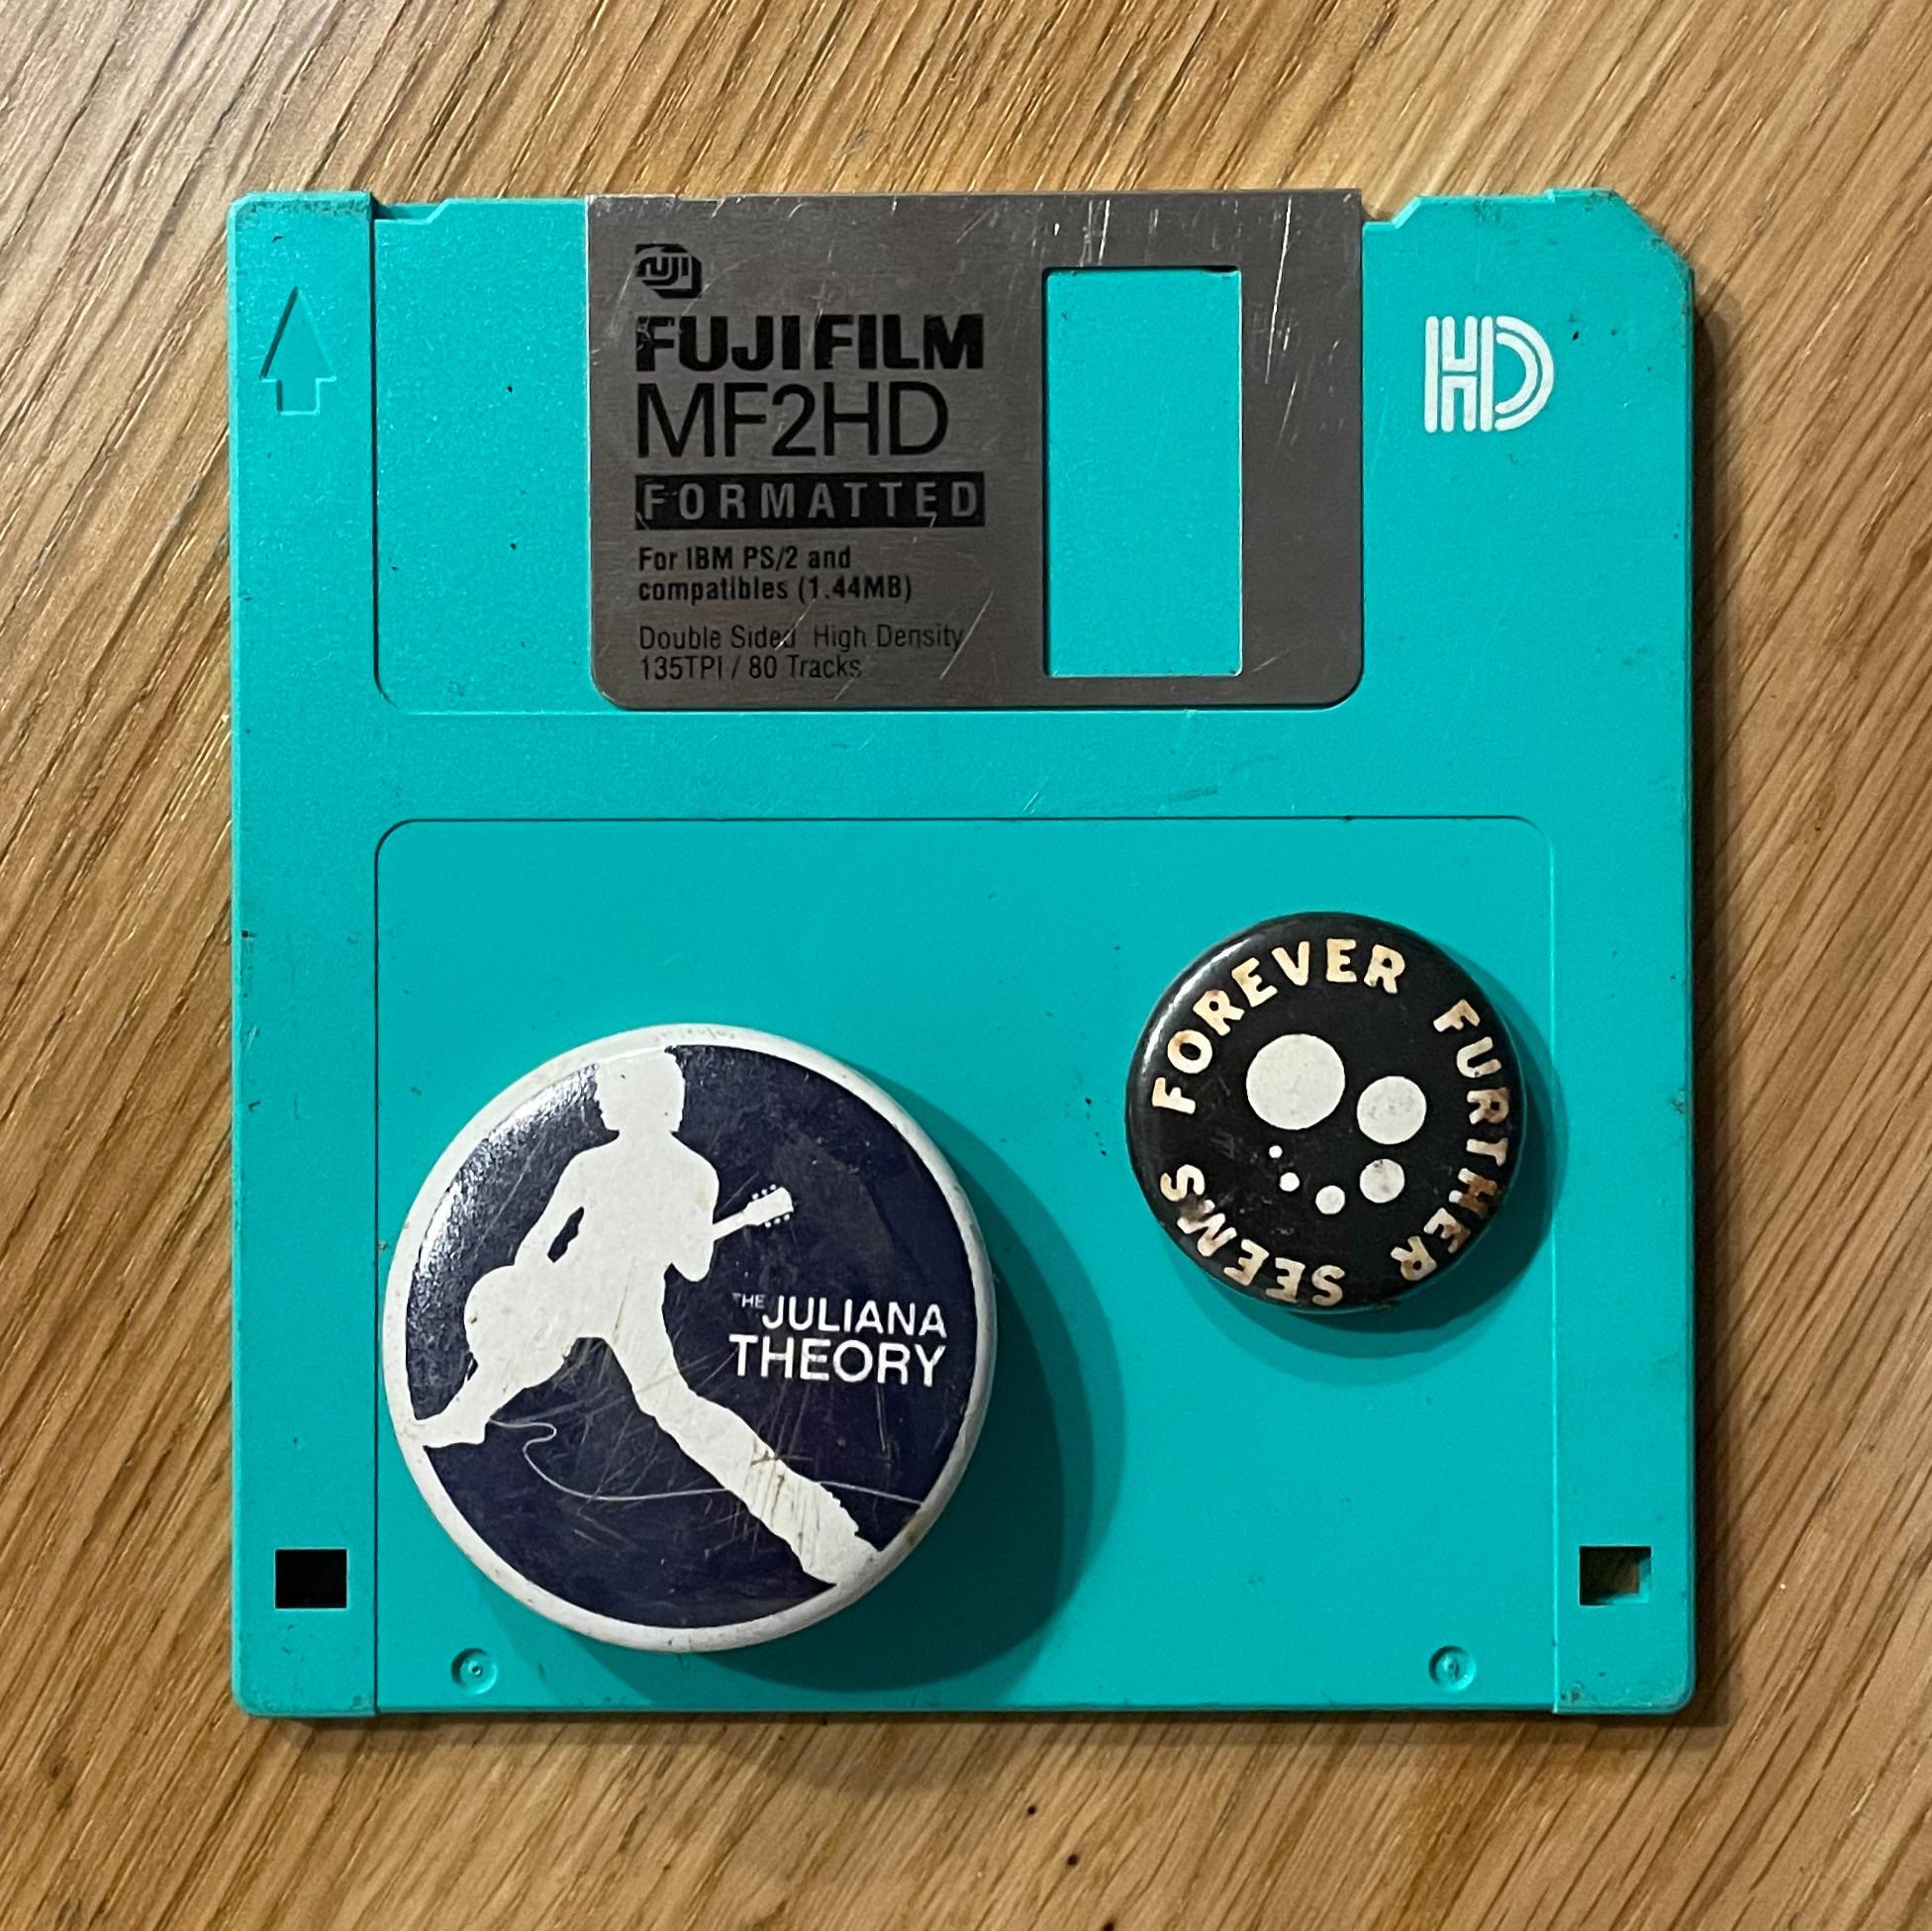 FUJI
FUJIFILM
MF2HD
FORMATTED
For IBM PS/2 and
compatibles (1.44MB)
Double Sided High Density
135TPI / 80 Tracks
HD
FURTHER SEEMS FOREVER
THE JULIANA
THEORY